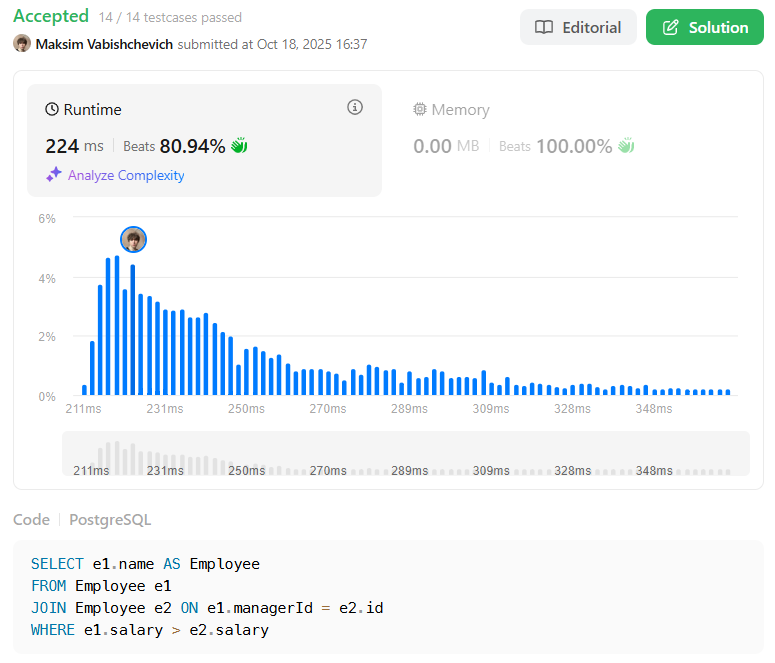 Accepted 14 / 14 testcases passed
Maksim Vabishchevich submitted at Oct 18, 2025 16:37
Editorial
Solution
Runtime
224 ms Beats 80.94%
Analyze Complexity
Memory
0.00 MB Beats 100.00%
6%
4%
2%
0%
211ms 231ms 250ms 270ms 289ms 309ms 328ms 348ms
211ms 231ms 250ms 270ms 289ms 309ms 328ms 348ms
Code PostgreSQL
SELECT e1.name AS Employee
FROM Employee e1
JOIN Employee e2 ON e1.managerId = e2.id
WHERE e1.salary > e2.salary